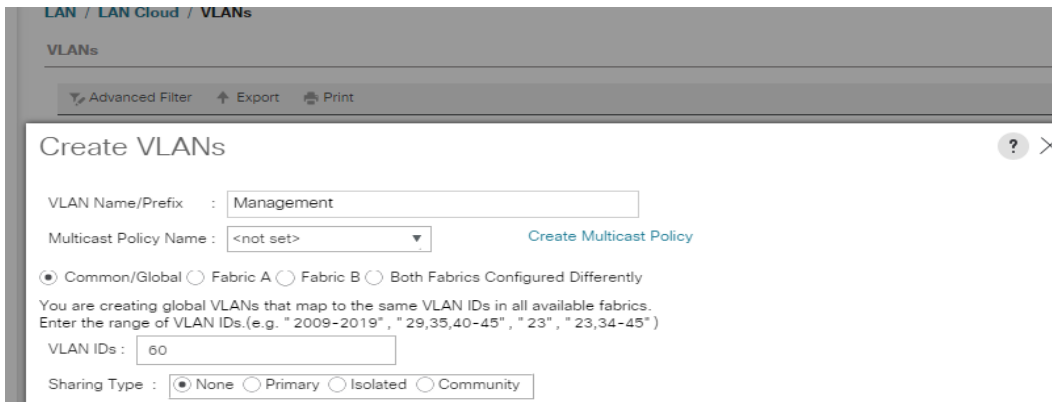 LAN / LAN Cloud / VLANs
VLANs
Advanced Filter Export Print
Create VLANs ?
VLAN Name/Prefix : Management
Multicast Policy Name : <not set> Create Multicast Policy
Common/Global Fabric A Fabric B Both Fabrics Configured Differently
You are creating global VLANs that map to the same VLAN IDs in all available fabrics.
Enter the range of VLAN IDs.(e.g. "2009-2019" , "29,35,40-45" , "23" , "23,34-45" )
VLAN IDs : 60
Sharing Type : None Primary Isolated Community